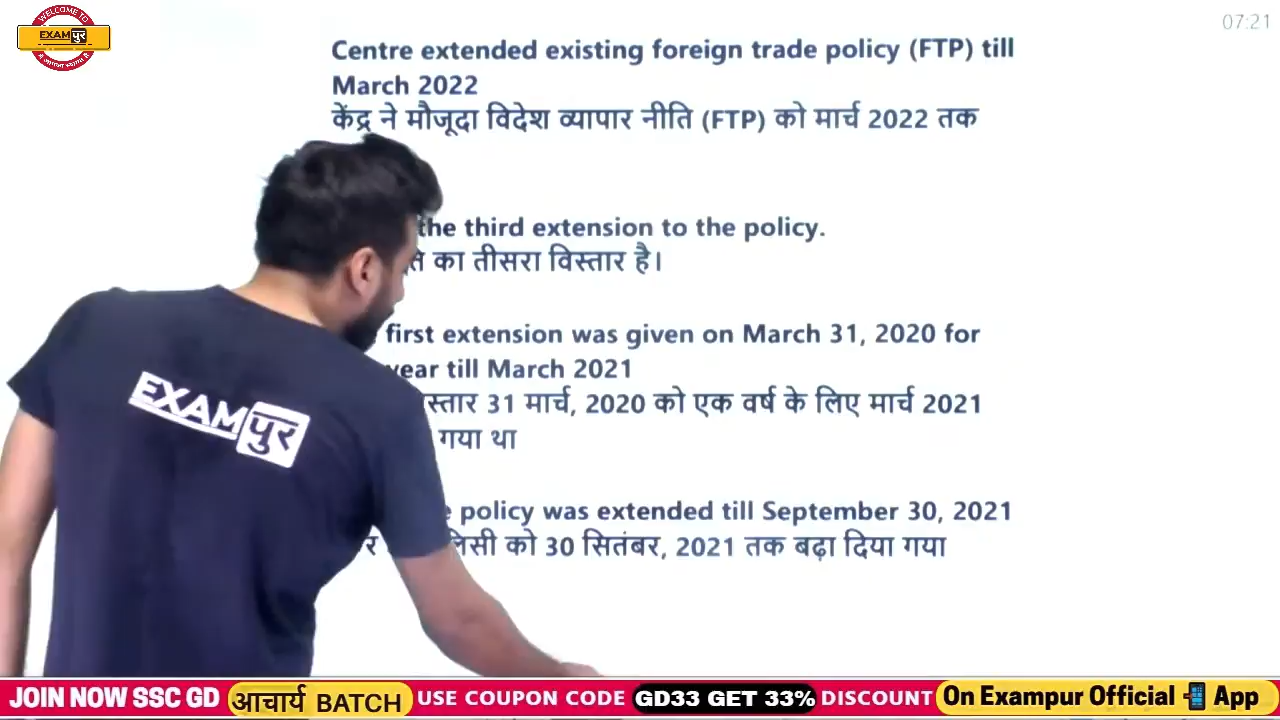 WELCOME TO
EXAMपुर
07:21
Centre extended existing foreign trade policy (FTP) till
March 2022
केंद्र ने मौजूदा विदेश व्यापार नीति (FTP) को मार्च 2022 तक
the third extension to the policy.
का तीसरा विस्तार है।
first extension was given on March 31, 2020 for
year till March 2021
31 मार्च, 2020 को एक वर्ष के लिए मार्च 2021
गया था
policy was extended till September 30, 2021
को 30 सितंबर, 2021 तक बढ़ा दिया गया
EXAMपुर
JOIN NOW SSC GD आचार्य BATCH USE COUPON CODE GD33 GET 33% DISCOUNT On Exampur Official App